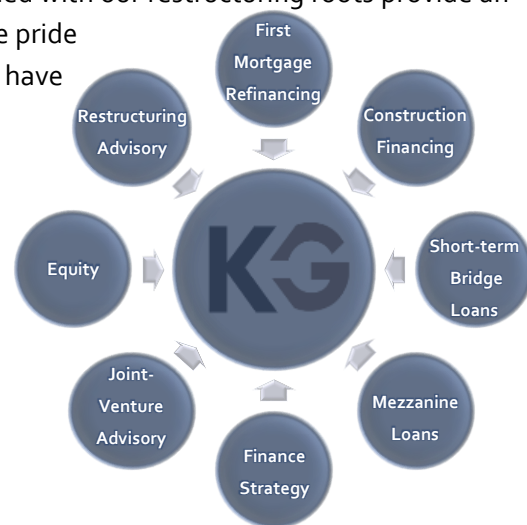 with our restructuring roots provide an
e pride
have
First
Mortgage
Refinancing
Construction
Financing
Short-term
Bridge
Loans
Mezzanine
Loans
Finance
Strategy
Joint-
Venture
Advisory
Equity
Restructuring
Advisory
KG